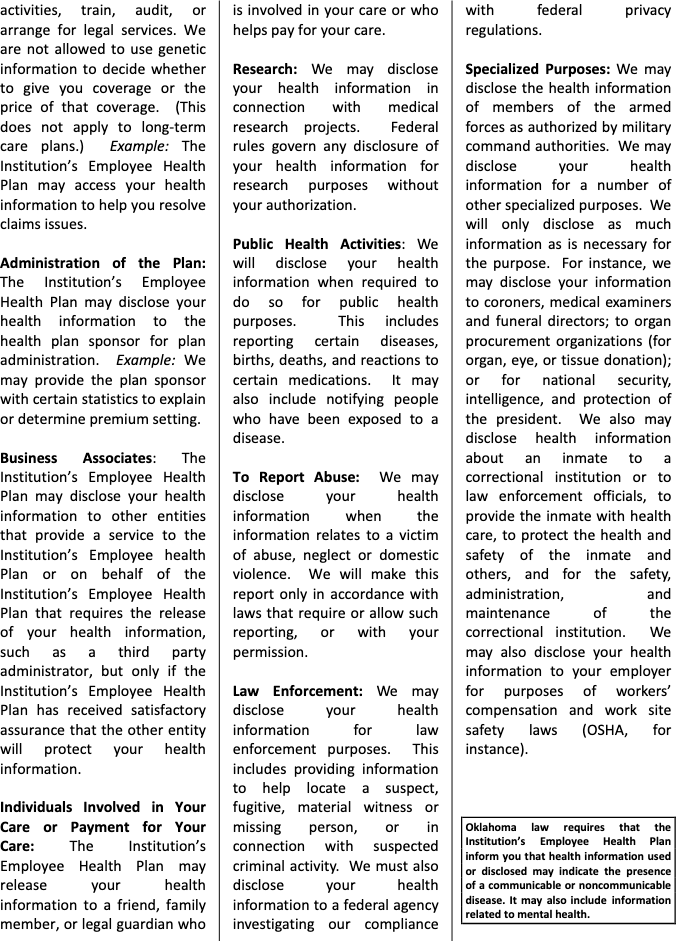 activities, train, audit, or
arrange for legal services. We
are not allowed to use genetic
information to decide whether
to give you coverage or the
price of that coverage. (This
does not apply to long-term
care plans.) Example: The
Institution’s Employee Health
Plan may access your health
information to help you resolve
claims issues.

Administration of the Plan:
The Institution’s Employee
Health Plan may disclose your
health information to the
health plan sponsor for plan
administration. Example: We
may provide the plan sponsor
with certain statistics to explain
or determine premium setting.

Business Associates: The
Institution’s Employee Health
Plan may disclose your health
information to other entities
that provide a service to the
Institution’s Employee health
Plan or on behalf of the
Institution’s Employee Health
Plan that requires the release
of your health information,
such as a third party
administrator, but only if the
Institution’s Employee Health
Plan has received satisfactory
assurance that the other entity
will protect your health
information.

Individuals Involved in Your
Care or Payment for Your
Care: The Institution’s
Employee Health Plan may
release your health
information to a friend, family
member, or legal guardian who
is involved in your care or who
helps pay for your care.

Research: We may disclose
your health information in
connection with medical
research projects. Federal
rules govern any disclosure of
your health information for
research purposes without
your authorization.

Public Health Activities: We
will disclose your health
information when required to
do so for public health
purposes. This includes
reporting certain diseases,
births, deaths, and reactions to
certain medications. It may
also include notifying people
who have been exposed to a
disease.

To Report Abuse: We may
disclose your health
information when the
information relates to a victim
of abuse, neglect or domestic
violence. We will make this
report only in accordance with
laws that require or allow such
reporting, or with your
permission.

Law Enforcement: We may
disclose your health
information for law
enforcement purposes. This
includes providing information
to help locate a suspect,
fugitive, material witness or
missing person, or in
connection with suspected
criminal activity. We must also
disclose your health
information to a federal agency
investigating our compliance
with federal privacy
regulations.

Specialized Purposes: We may
disclose the health information
of members of the armed
forces as authorized by military
command authorities. We may
disclose your health
information for a number of
other specialized purposes. We
will only disclose as much
information as is necessary for
the purpose. For instance, we
may disclose your information
to coroners, medical examiners
and funeral directors; to organ
procurement organizations (for
organ, eye, or tissue donation);
or for national security,
intelligence, and protection of
the president. We also may
disclose health information
about an inmate to a
correctional institution or to
law enforcement officials, to
provide the inmate with health
care, to protect the health and
safety of the inmate and
others, and for the safety,
administration, and
maintenance of the
correctional institution. We
may also disclose your health
information to your employer
for purposes of workers’
compensation and work site
safety laws (OSHA, for
instance).

Oklahoma law requires that the
Institution’s Employee Health Plan
inform you that health information used
or disclosed may indicate the presence
of a communicable or noncommunicable
disease. It may also include information
related to mental health.